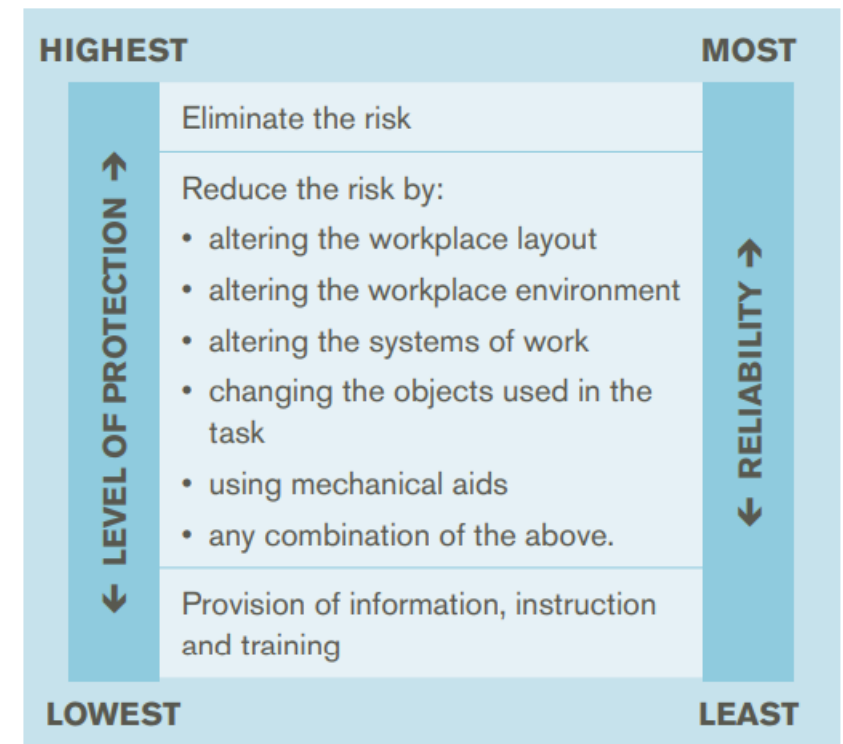 HIGHEST
MOST
Eliminate the risk
Reduce the risk by:
• altering the workplace layout
• altering the workplace environment
• altering the systems of work
• changing the objects used in the
task
• using mechanical aids
• any combination of the above.
Provision of information, instruction
and training
← LEVEL OF PROTECTION →
← RELIABILITY →
LOWEST
LEAST